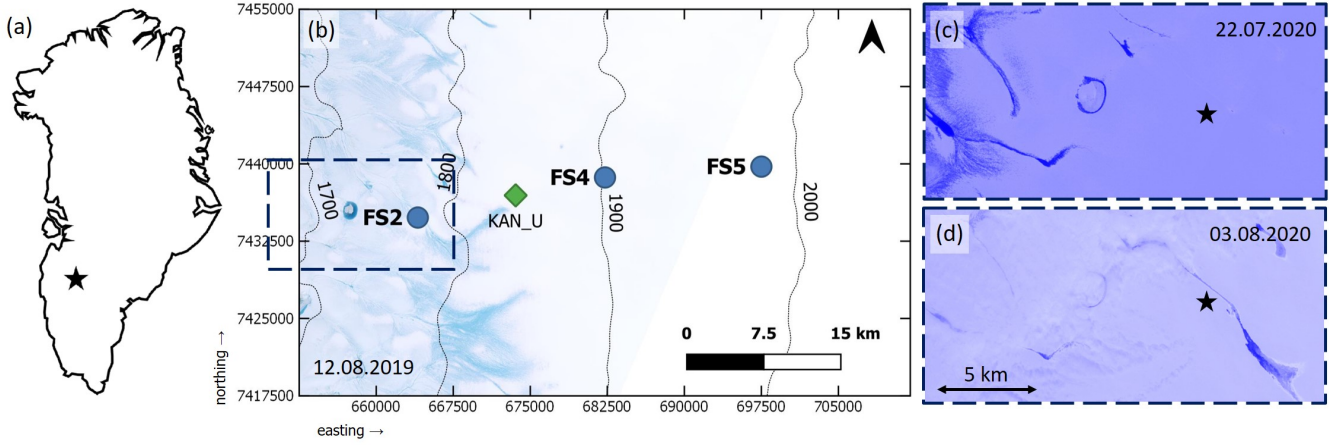 (a)
(b)
7455000
7447500
7440000
7432500
7425000
7417500
northing →
1700
1800
1900
2000
FS2
KAN_U
FS4
FS5
0 7.5 15 km
12.08.2019
660000 667500 675000 682500 690000 697500 705000
easting →
(c)
22.07.2020
(d)
03.08.2020
5 km